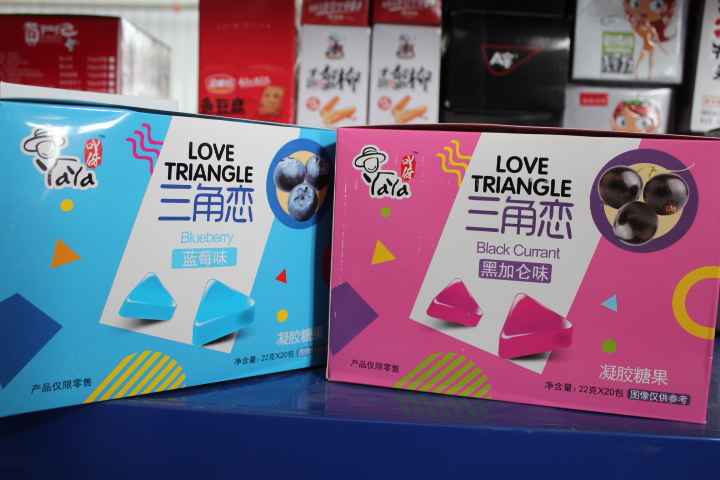 YaYa
LOVE
TRIANGLE
三角恋
Blueberry
蓝莓味
凝胶糖果
净含量: 22克X20包
产品仅限零售
YaYa
LOVE
TRIANGLE
三角恋
Black Currant
黑加仑味
凝胶糖果
净含量: 22克X20包 图像仅供参考
产品仅限零售